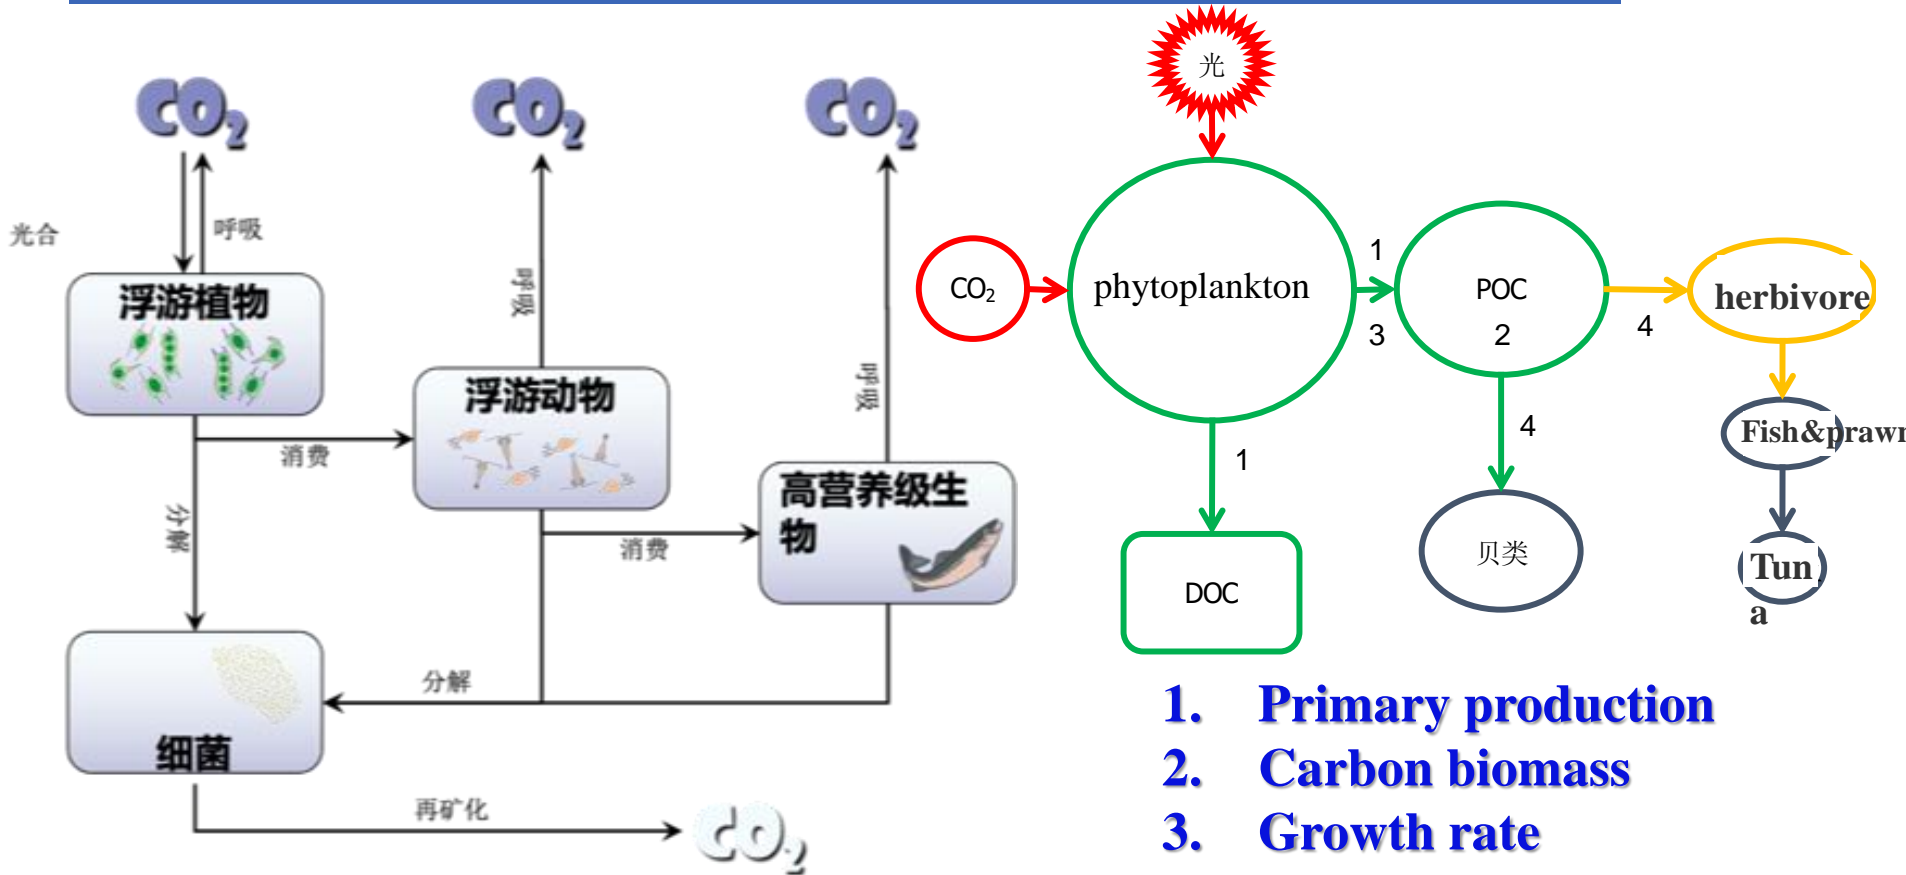 CO2
CO2
CO2
光合
呼吸
浮游植物
呼吸
浮游动物
消费
呼吸
高营养级生
物
消费
分解
分解
细菌
再矿化
CO2
光
CO₂
phytoplankton
1
3
POC
2
4
herbivore
4
Fish&prawn
1
DOC
贝类
Tun
a
1. Primary production
2. Carbon biomass
3. Growth rate